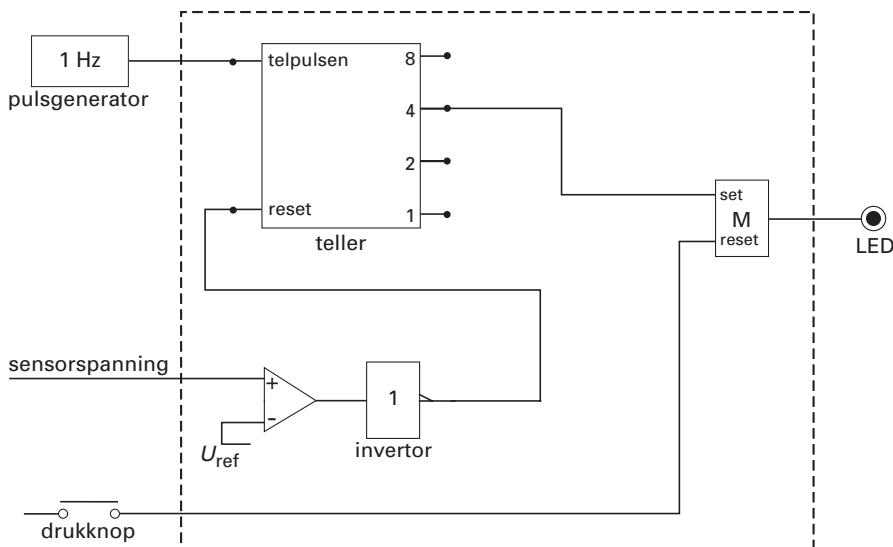 1 Hz
pulsgenerator
telpulsen
8
4
2
1
reset
teller
set
M
reset
LED
sensorspanning
+
-
Uref
1
invertor
drukknop